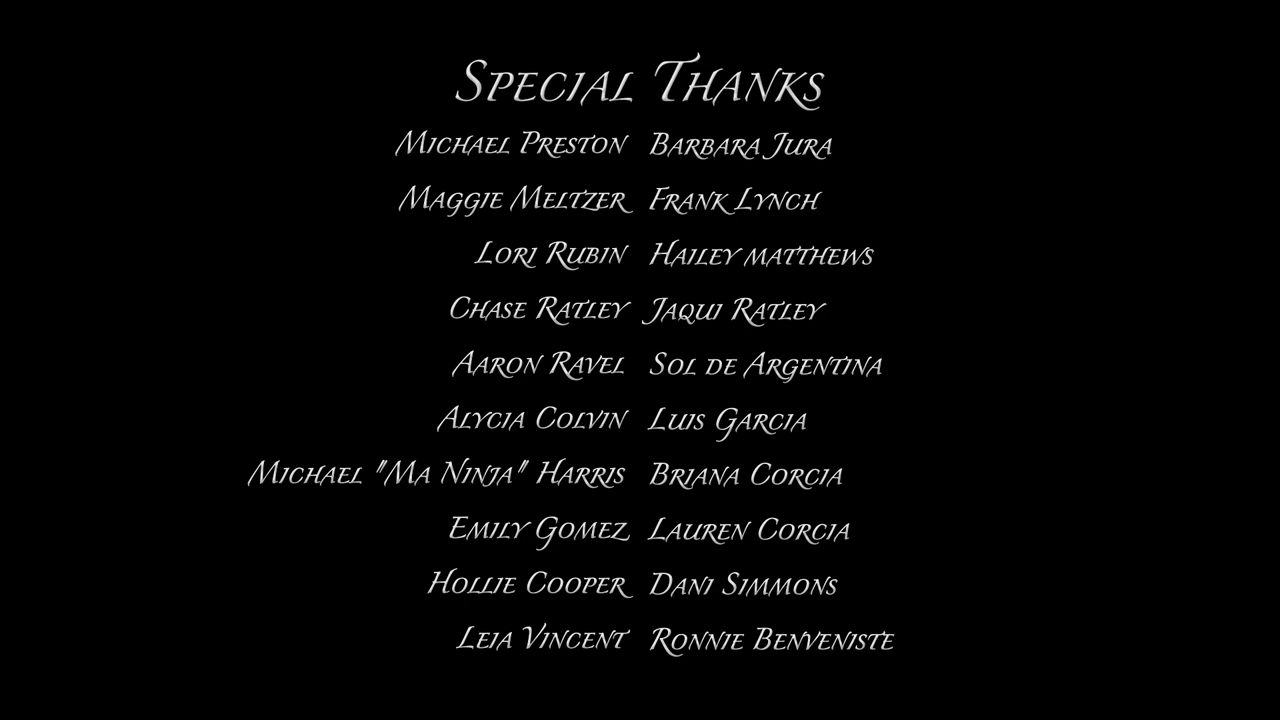 Special Thanks
Michael Preston Barbara Jura
Maggie Meltzer Frank Lynch
Lori Rubin Hailey matthews
Chase Ratley Jaqui Ratley
Aaron Ravel Sol de Argentina
Alycia Colvin Luis Garcia
Michael "Ma Ninja" Harris Briana Corcia
Emily Gomez Lauren Corcia
Hollie Cooper Dani Simmons
Leia Vincent Ronnie Benveniste